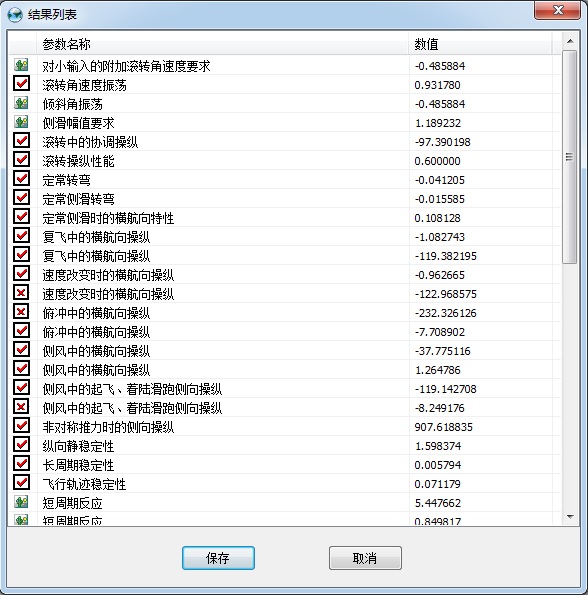 结果列表
参数名称 数值
对小输入的附加滚转角速度要求 -0.485884
滚转角速度振荡 0.931780
倾斜角振荡 -0.485884
侧滑幅值要求 1.189232
滚转中的协调操纵 -97.390198
滚转操纵性能 0.600000
定常转弯 -0.041205
定常侧滑转弯 -0.015585
定常侧滑时的横航向特性 0.108128
复飞中的横航向操纵 -1.082743
复飞中的横航向操纵 -119.382195
速度改变时的横航向操纵 -0.962665
速度改变时的横航向操纵 -122.968575
俯冲中的横航向操纵 -232.326126
俯冲中的横航向操纵 -7.708902
侧风中的横航向操纵 -37.775116
侧风中的横航向操纵 1.264786
侧风中的起飞、着陆滑跑侧向操纵 -119.142708
侧风中的起飞、着陆滑跑侧向操纵 -8.249176
非对称推力时的侧向操纵 907.618835
纵向静稳定性 1.598374
长周期稳定性 0.005794
飞行轨迹稳定性 0.071179
短周期反应 5.447662
短周期反应 0.849817
保存 取消